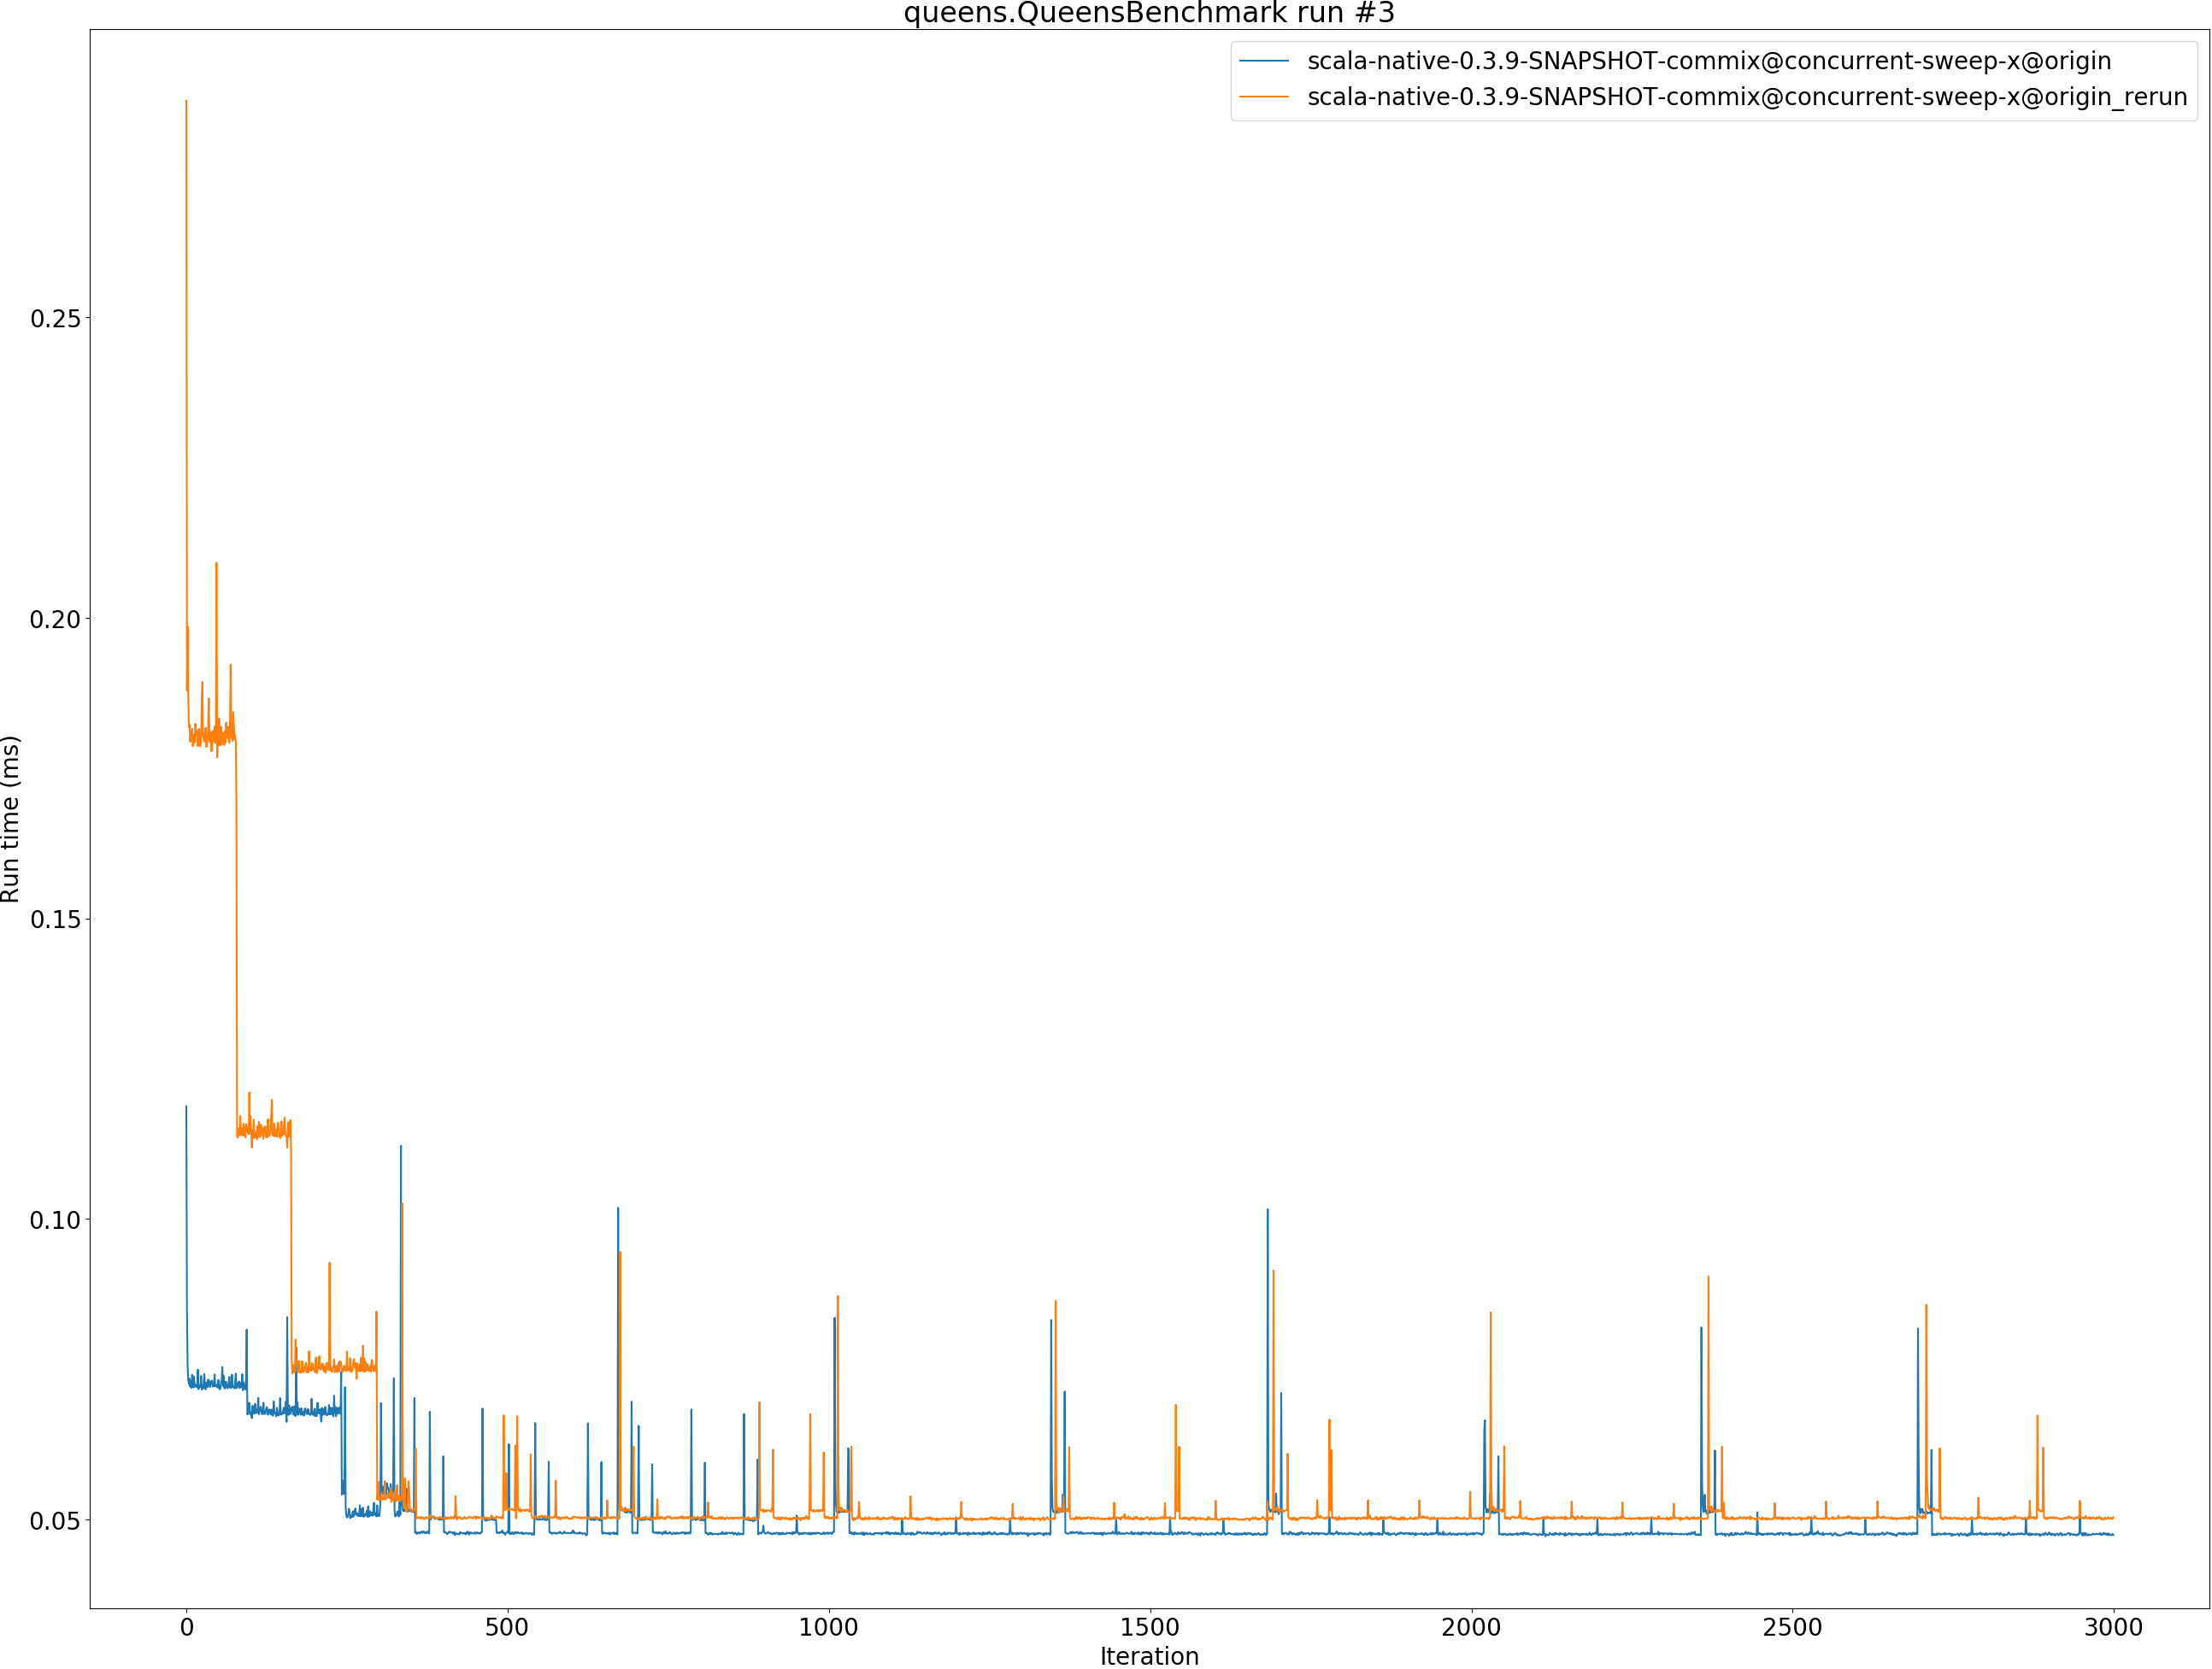 queens.QueensBenchmark run #3
scala-native-0.3.9-SNAPSHOT-commix@concurrent-sweep-x@origin
scala-native-0.3.9-SNAPSHOT-commix@concurrent-sweep-x@origin_rerun
Run time (ms)
0.25
0.20
0.15
0.10
0.05
0 500 1000 1500 2000 2500 3000
Iteration